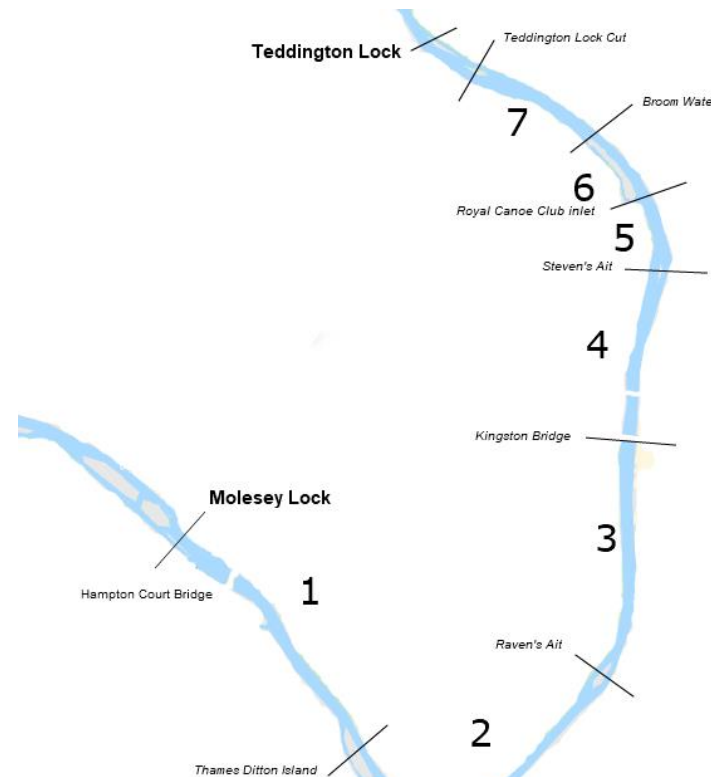 Teddington Lock Cut
Teddington Lock
Broom Wate
7
6
Royal Canoe Club inlet
5
Steven's Ait
4
Kingston Bridge
Molesey Lock
3
Hampton Court Bridge
1
Raven's Ait
2
Thames Ditton Island